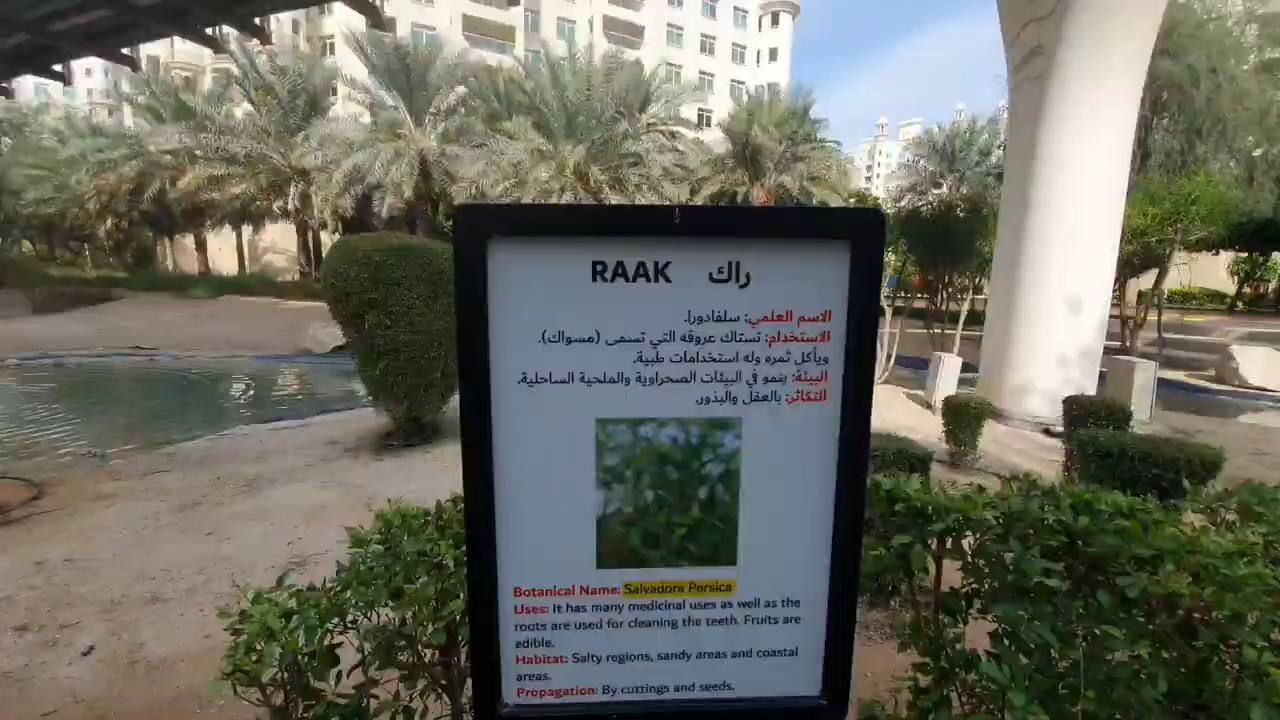 RAAK راك
الاسم العلمي: سلفادورا.
الاستخدام: تستاك عروقه التي تسمى (مسواك).
ويأكل ثمره وله استخدامات طبية.
البيئة: ينمو في البيئات الصحراوية والملحية الساحلية.
التكاثر: بالعقل والبذور.
Botanical Name: Salvadora Persica
Uses: It has many medicinal uses as well as the
roots are used for cleaning the teeth. Fruits are
edible.
Habitat: Salty regions, sandy areas and coastal
areas.
Propagation: By cuttings and seeds.